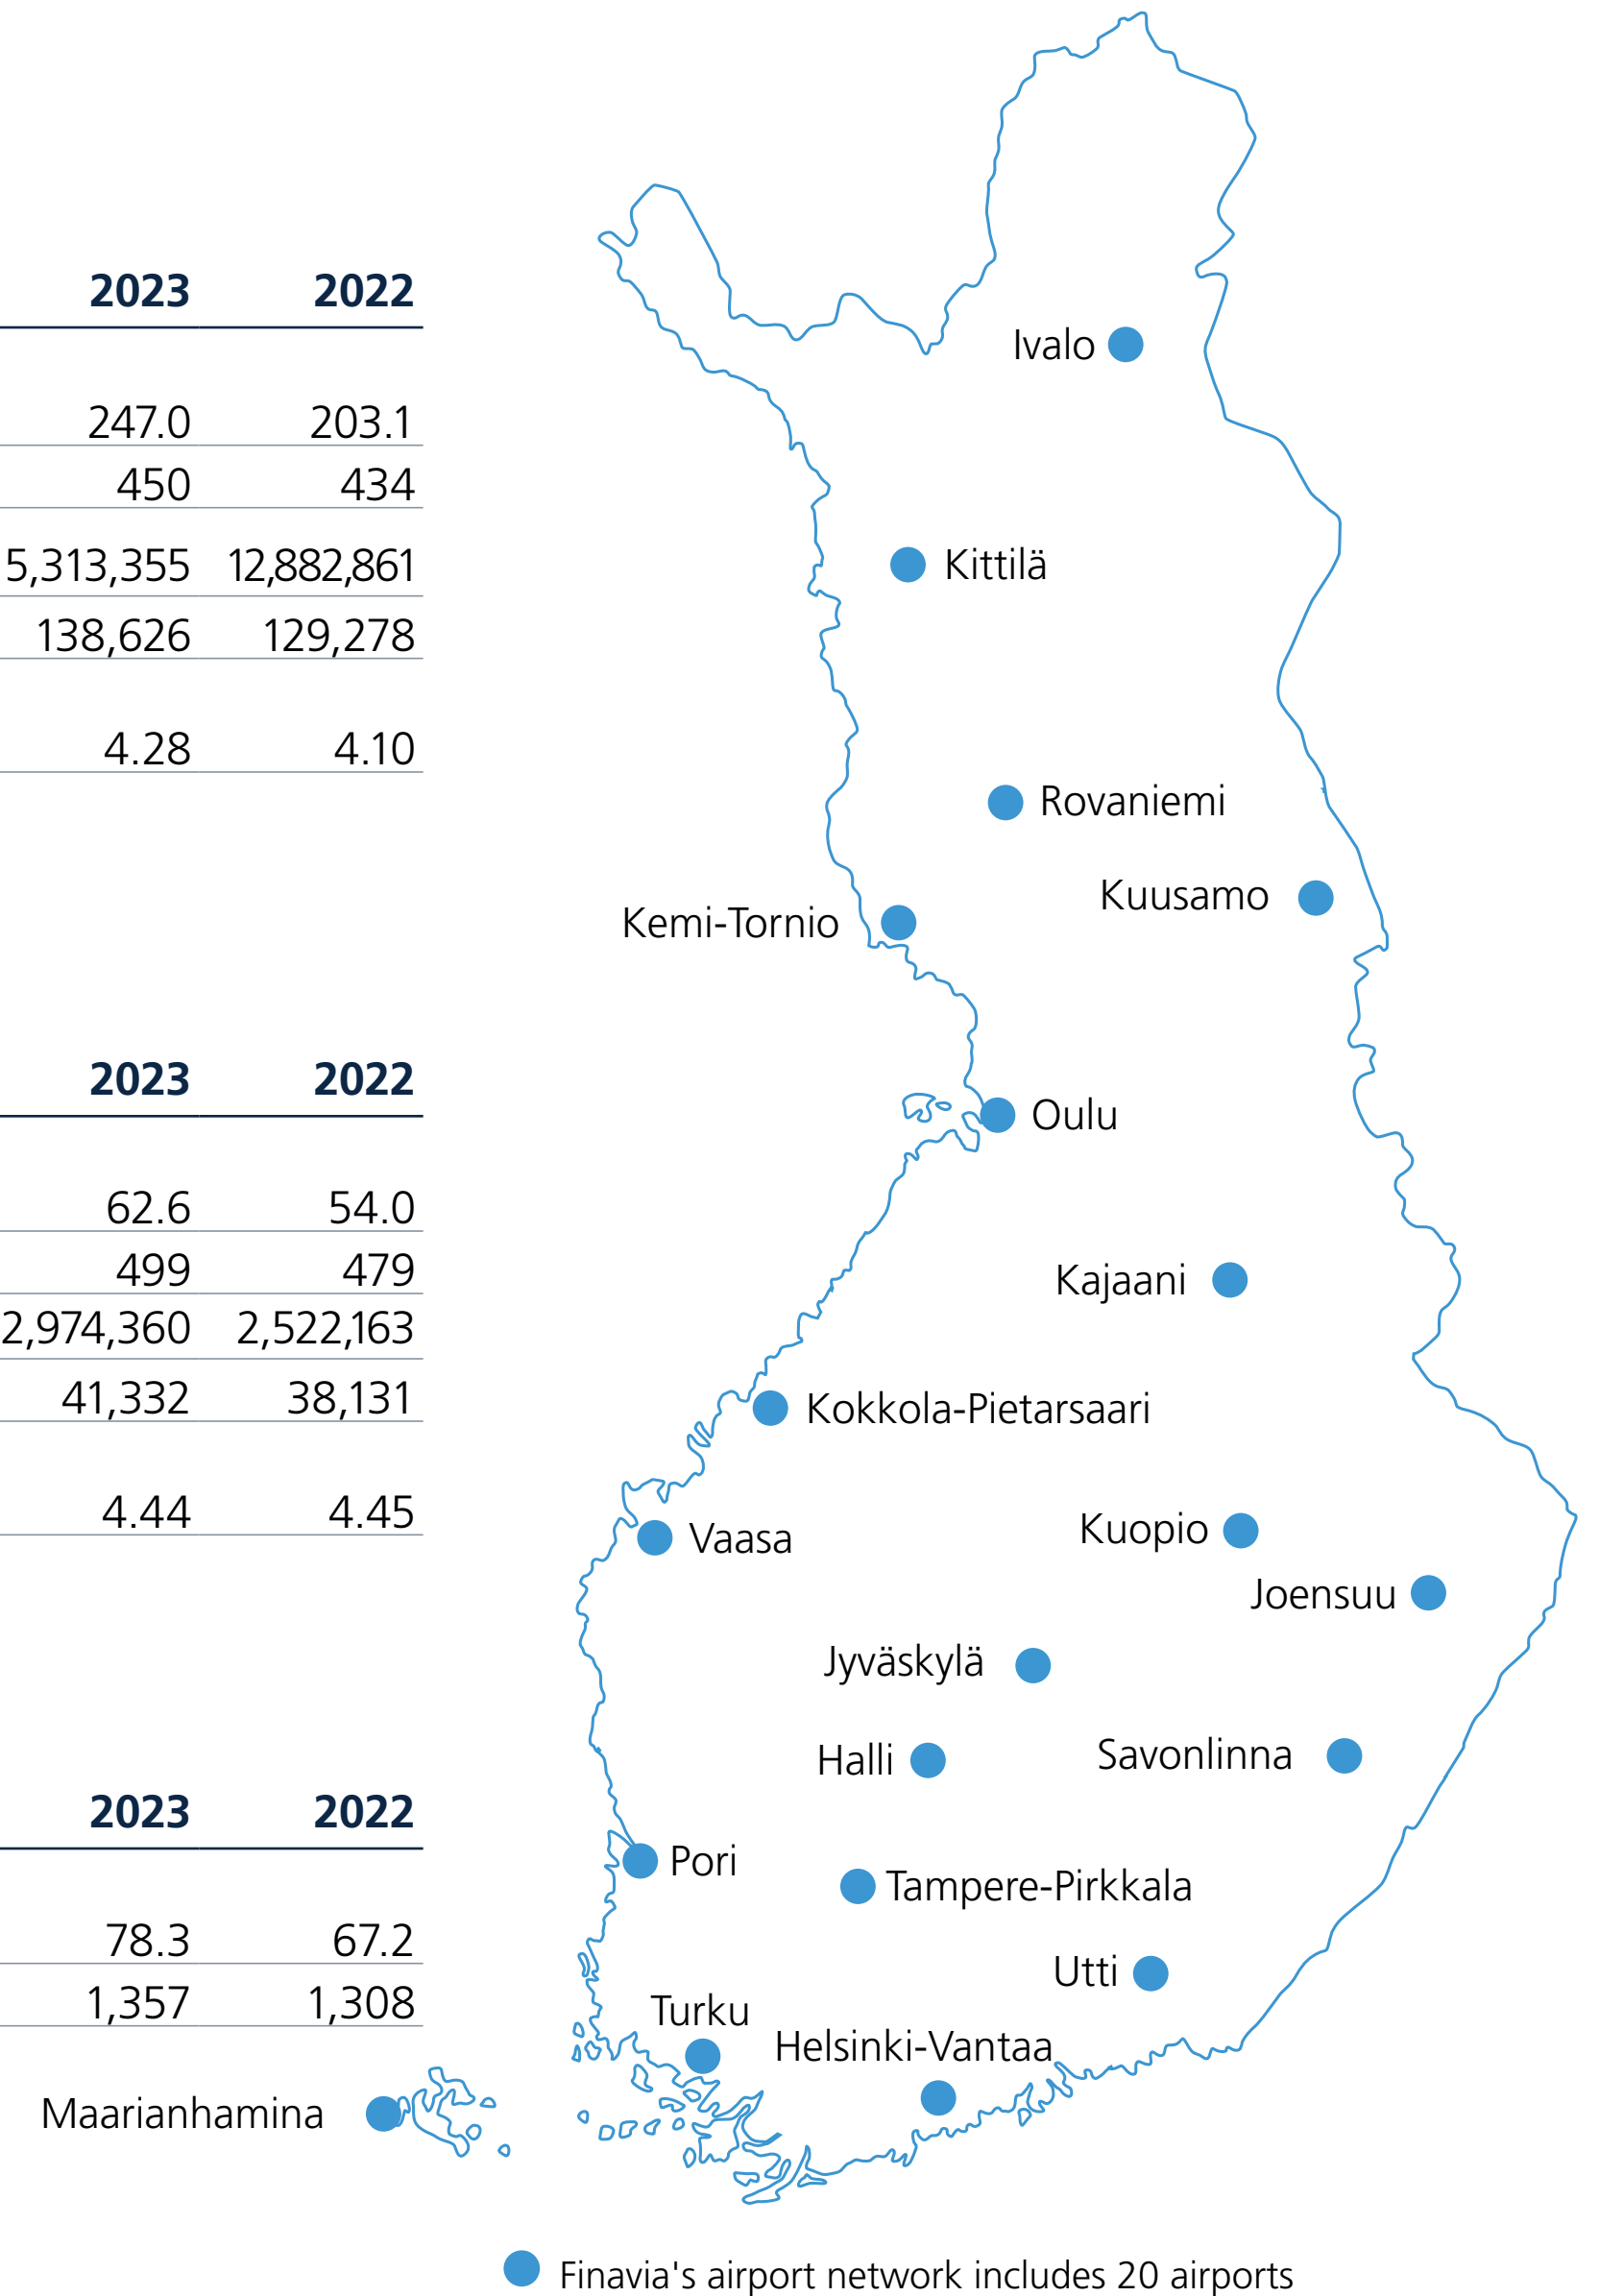 2023 2022
247.0 203.1
450 434
5,313,355 12,882,861
138,626 129,278
4.28 4.10
2023 2022
62.6 54.0
499 479
2,974,360 2,522,163
41,332 38,131
4.44 4.45
2023 2022
78.3 67.2
1,357 1,308
Ivalo
Kittilä
Rovaniemi
Kuusamo
Kemi-Tornio
Oulu
Kajaani
Kokkola-Pietarsaari
Vaasa
Kuopio
Joensuu
Jyväskylä
Halli
Savonlinna
Pori
Tampere-Pirkkala
Utti
Turku
Helsinki-Vantaa
Maarianhamina
Finavia's airport network includes 20 airports